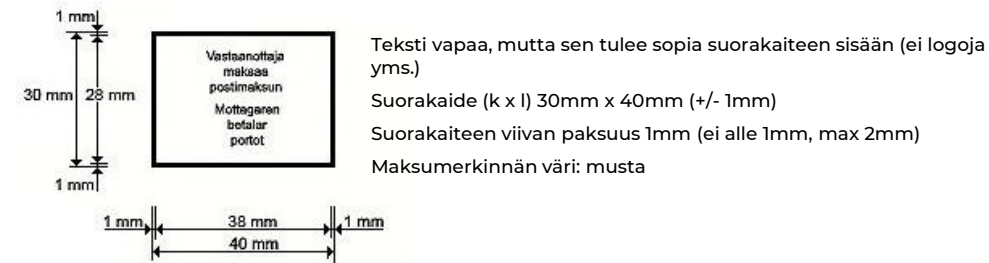 1 mm
30 mm
28 mm
1 mm
Vastaanottaja
maksaa
postimaksun
Mottagaren
betalar
portot
1 mm
38 mm
1 mm
40 mm
Teksti vapaa, mutta sen tulee sopia suorakaiteen sisään (ei logoja
yms.)
Suorakaide (k x l) 30mm x 40mm (+/- 1mm)
Suorakaiteen viivan paksuus 1mm (ei alle 1mm, max 2mm)
Maksumerkinnän väri: musta